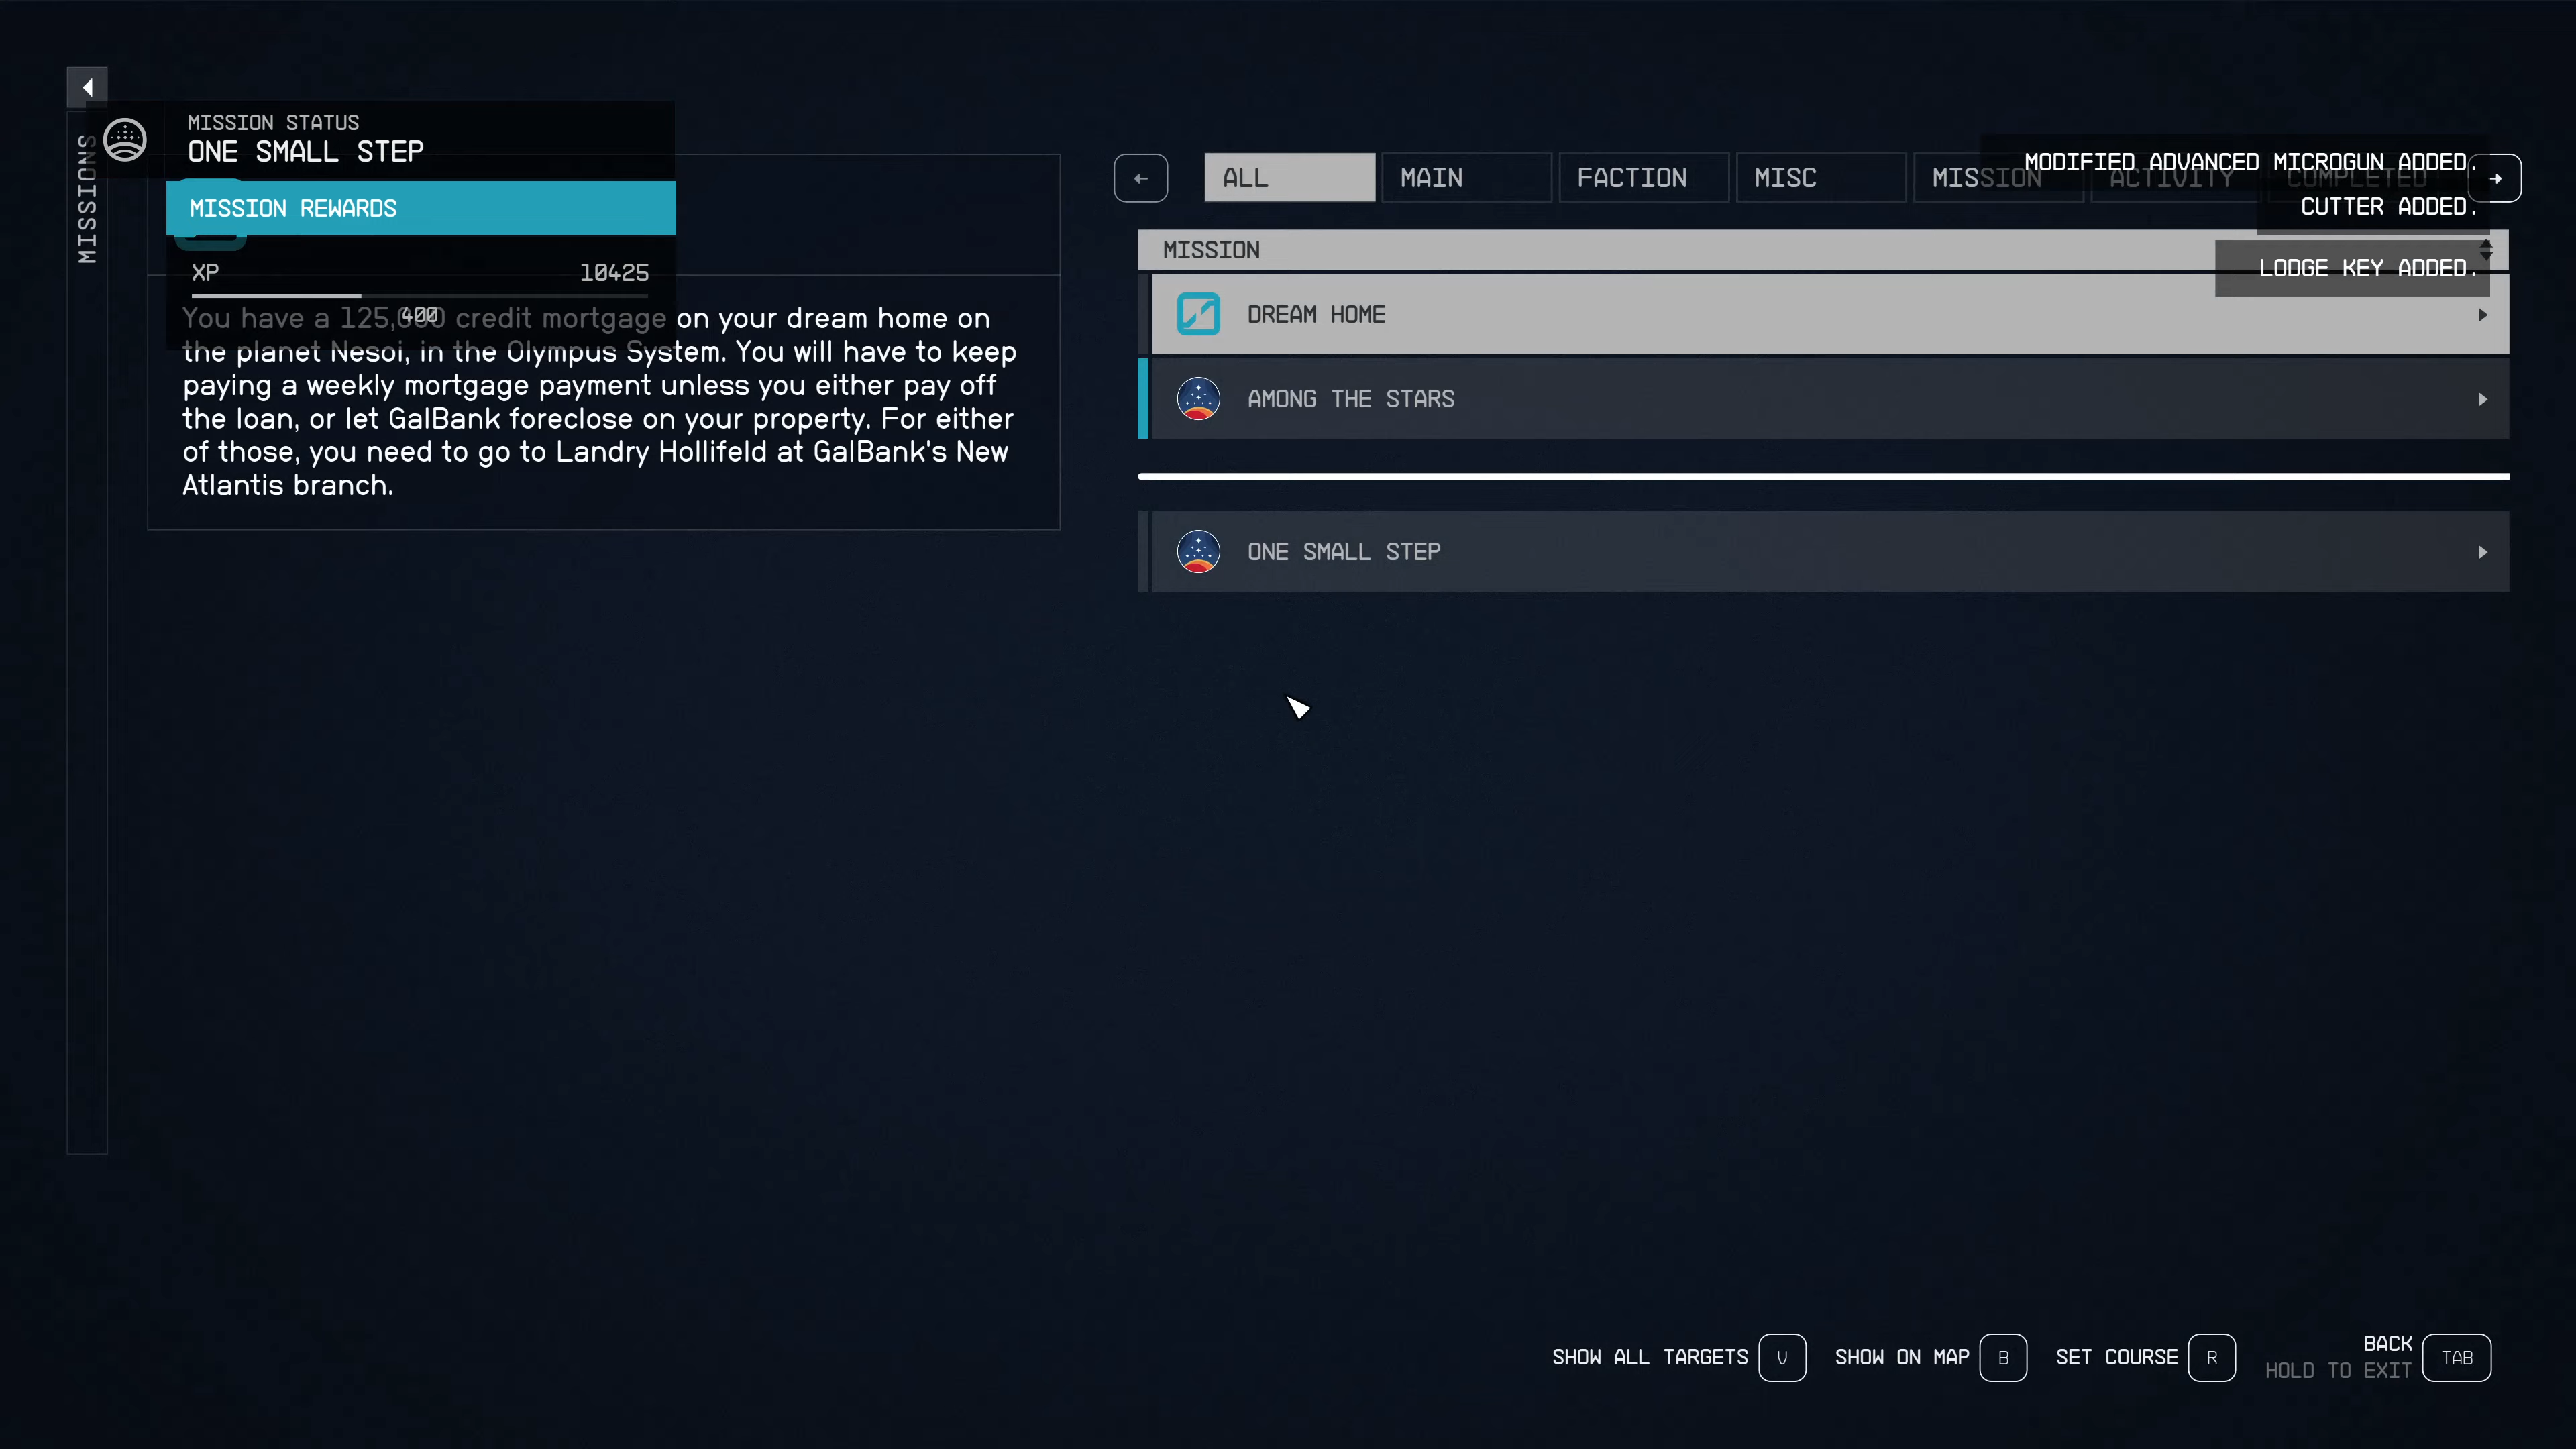 MISSIONS
MISSION STATUS
ONE SMALL STEP
MISSION REWARDS
XP 10425
400
You have a 125,000 credit mortgage on your dream home on
the planet Nesoi, in the Olympus System. You will have to keep
paying a weekly mortgage payment unless you either pay off
the loan, or let GalBank foreclose on your property. For either
of those, you need to go to Landry Hollifeld at GalBank's New
Atlantis branch.
ALL MAIN FACTION MISC MISSION ACTIVITY COMPLETED
MODIFIED ADVANCED MICROGUN ADDED.
CUTTER ADDED.
LODGE KEY ADDED.
MISSION
DREAM HOME
AMONG THE STARS
ONE SMALL STEP
SHOW ALL TARGETS V SHOW ON MAP B SET COURSE R BACK TAB
HOLD TO EXIT